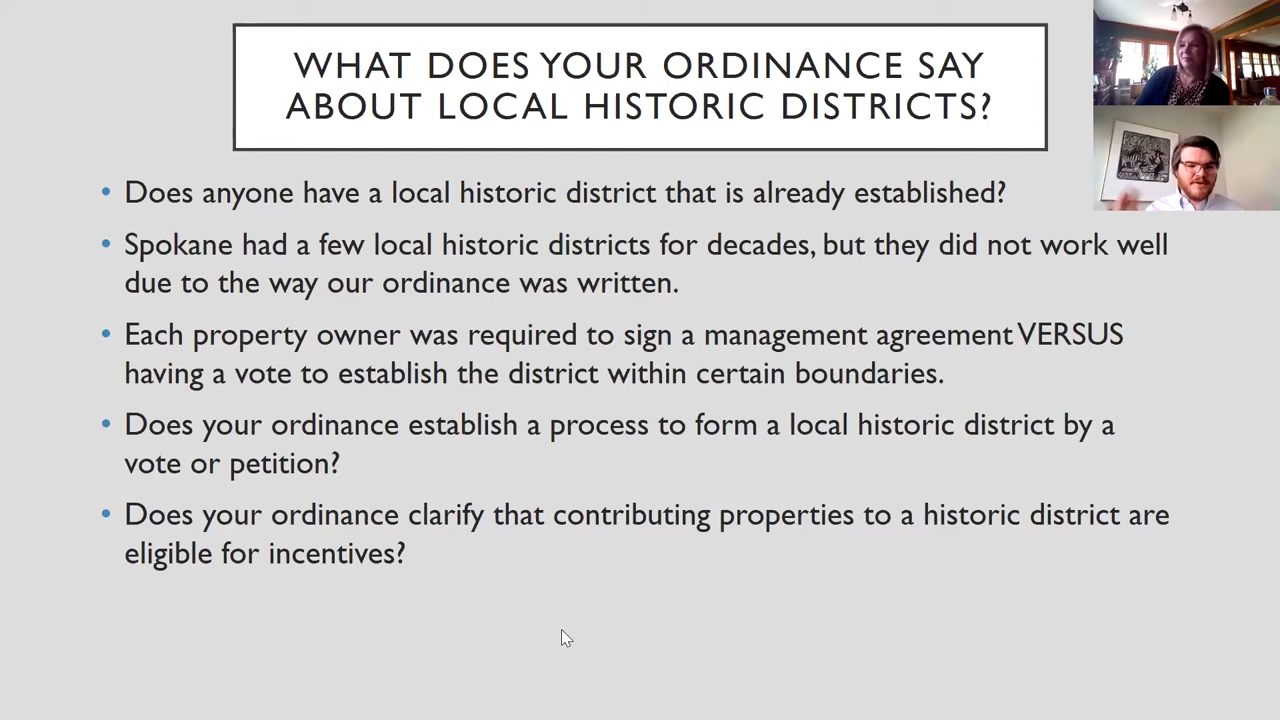 WHAT DOES YOUR ORDINANCE SAY
ABOUT LOCAL HISTORIC DISTRICTS?
• Does anyone have a local historic district that is already established?
• Spokane had a few local historic districts for decades, but they did not work well
due to the way our ordinance was written.
• Each property owner was required to sign a management agreement VERSUS
having a vote to establish the district within certain boundaries.
• Does your ordinance establish a process to form a local historic district by a
vote or petition?
• Does your ordinance clarify that contributing properties to a historic district are
eligible for incentives?